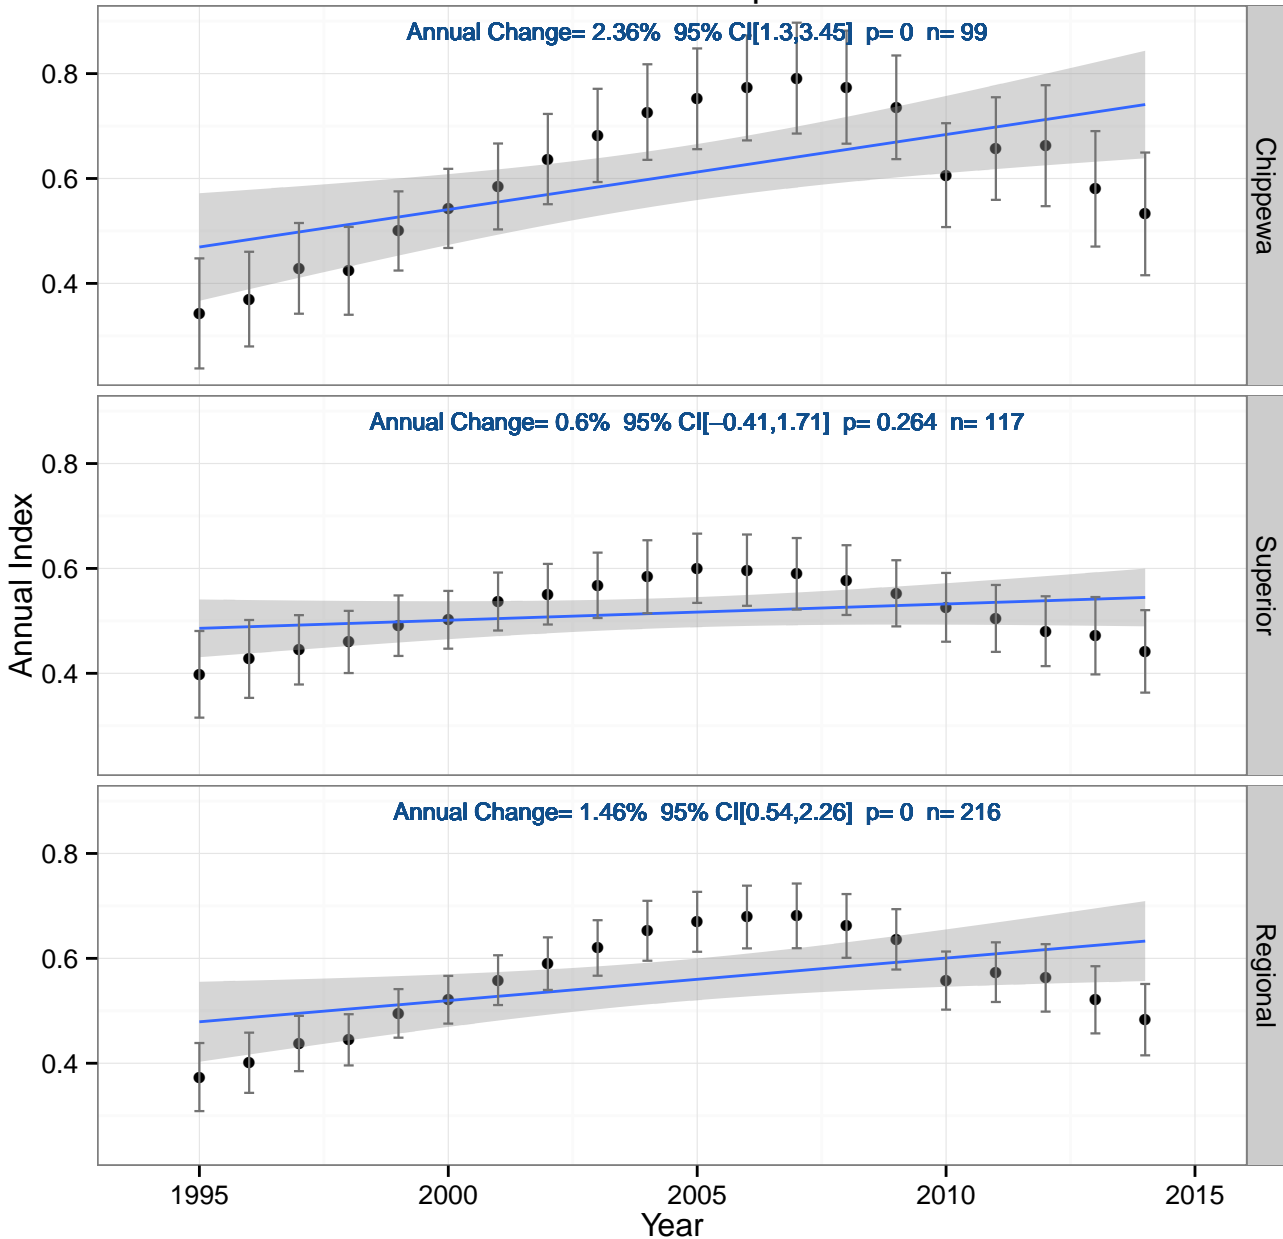 Annual Change= 2.36%  95% CI[1.3,3.45]  p= 0  n= 99
0.8
0.6
0.4
Chippewa
Annual Change= 0.6%  95% CI[−0.41,1.71]  p= 0.264  n= 117
0.8
0.6
0.4
Superior
Annual Index
Annual Change= 1.46%  95% CI[0.54,2.26]  p= 0  n= 216
0.8
0.6
0.4
Regional
1995 2000 2005 2010 2015
Year